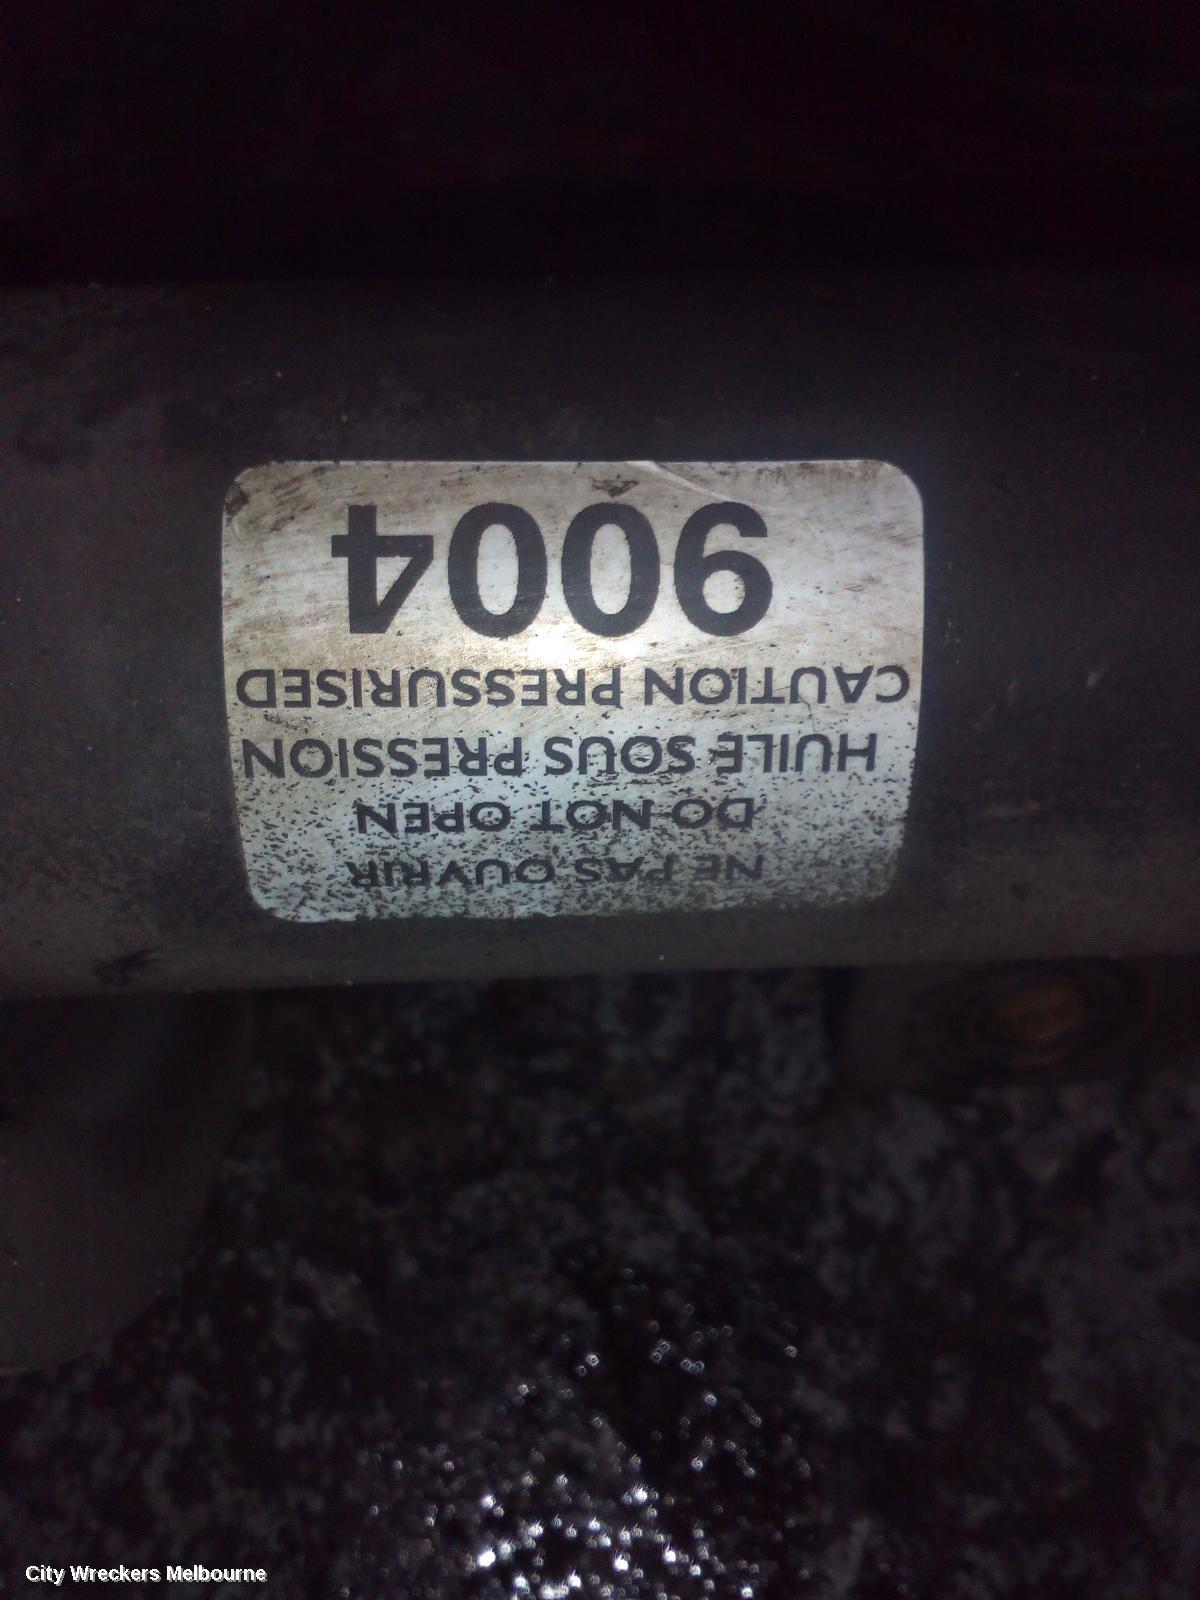 NE PAS OUVRIR
DO NOT OPEN
HUILE SOUS PRESSION
CAUTION PRESSURISED
9004
City Wreckers Melbourne